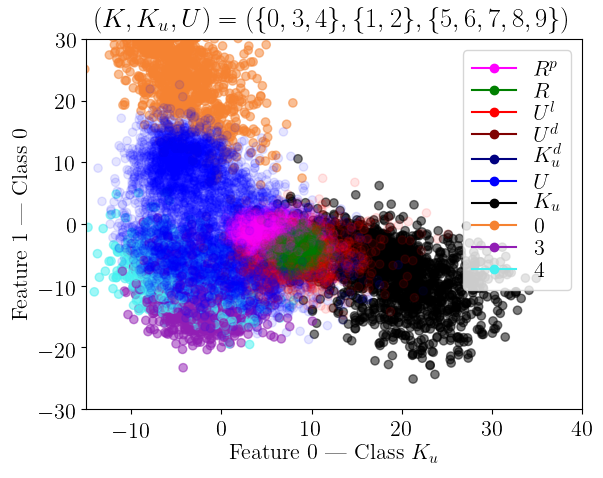 (K, K_u, U) = ({0, 3, 4}, {1, 2}, {5, 6, 7, 8, 9})
30
20
10
0
−10
−20
−30
Feature 1 — Class 0
R^p
R
U^l
U^d
K_u^d
U
K_u
0
3
4
−10
0
10
20
30
40
Feature 0 — Class K_u